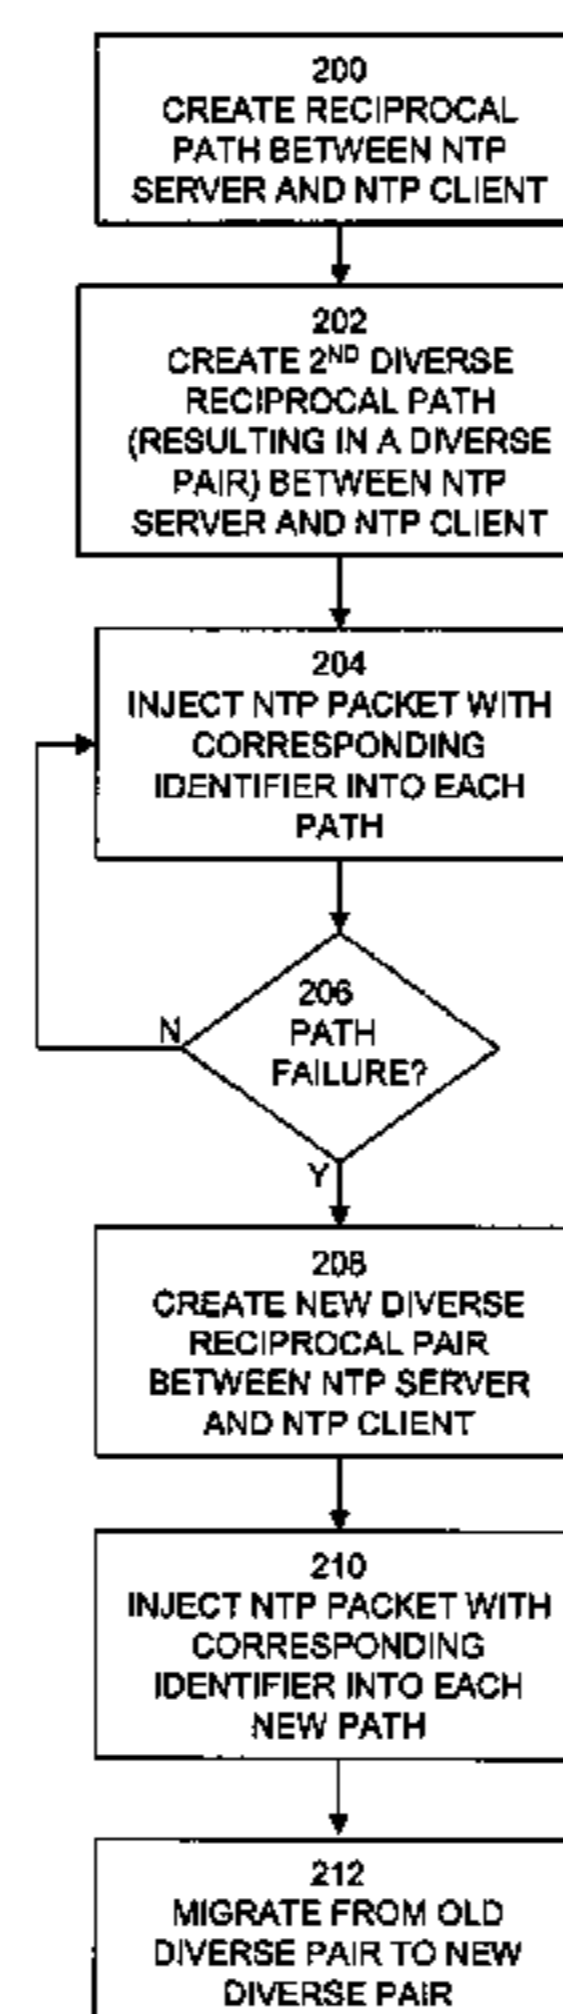 200
CREATE RECIPROCAL
PATH BETWEEN NTP
SERVER AND NTP CLIENT
202
CREATE 2ND DIVERSE
RECIPROCAL PATH
(RESULTING IN A DIVERSE
PAIR) BETWEEN NTP
SERVER AND NTP CLIENT
204
INJECT NTP PACKET WITH
CORRESPONDING
IDENTIFIER INTO EACH
PATH
206
PATH
FAILURE?
N
Y
208
CREATE NEW DIVERSE
RECIPROCAL PAIR
BETWEEN NTP SERVER
AND NTP CLIENT
210
INJECT NTP PACKET WITH
CORRESPONDING
IDENTIFIER INTO EACH
NEW PATH
212
MIGRATE FROM OLD
DIVERSE PAIR TO NEW
DIVERSE PAIR